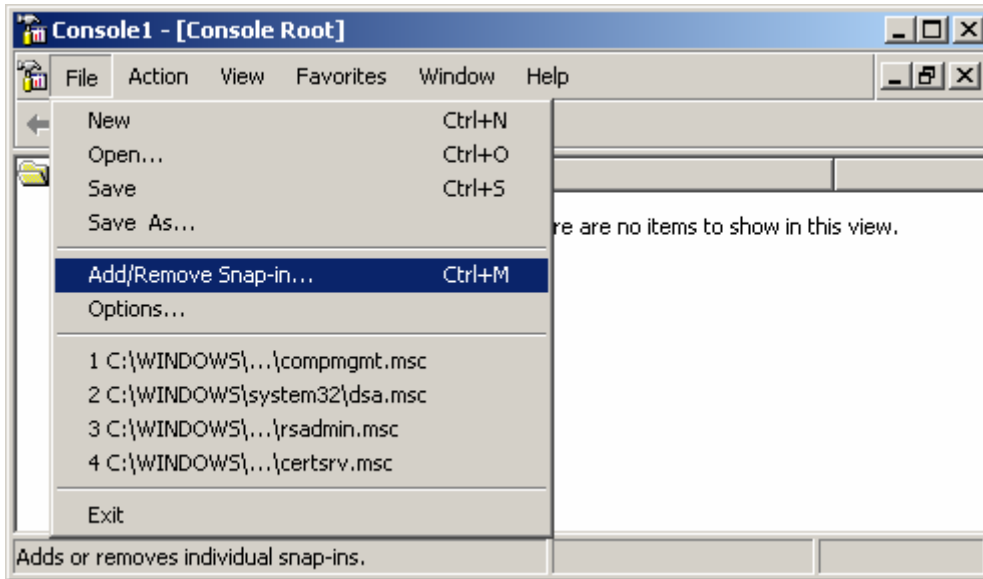 Console1 - [Console Root]
File Action View Favorites Window Help
New Ctrl+N
Open... Ctrl+O
Save Ctrl+S
Save As...
re are no items to show in this view.
Add/Remove Snap-in... Ctrl+M
Options...
1 C:\WINDOWS\...\compmgmt.msc
2 C:\WINDOWS\system32\dsa.msc
3 C:\WINDOWS\...\rsadmin.msc
4 C:\WINDOWS\...\certsrv.msc
Exit
Adds or removes individual snap-ins.